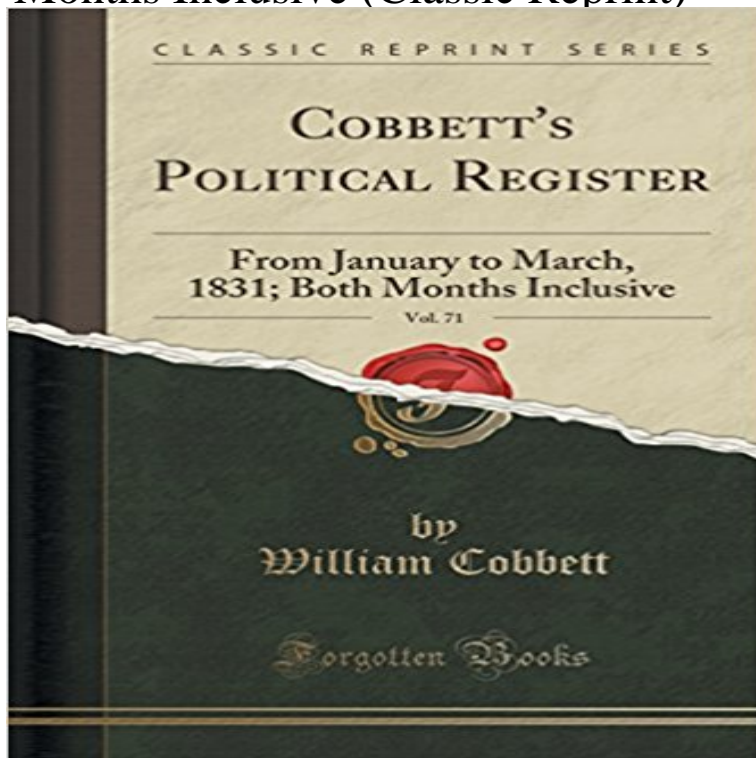 Months Inclusive (Classic Reprint)
CLASSIC REPRINT SERIES
COBBETT'S
POLITICAL REGISTER
From January to March,
1831; Both Months Inclusive
Vol. 71
by
William Cobbett
Forgotten Books